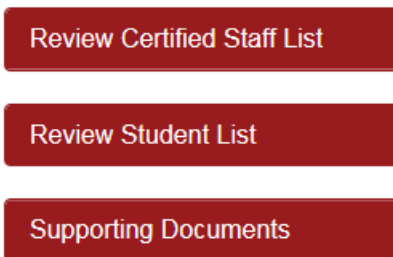 Review Certified Staff List
Review Student List
Supporting Documents